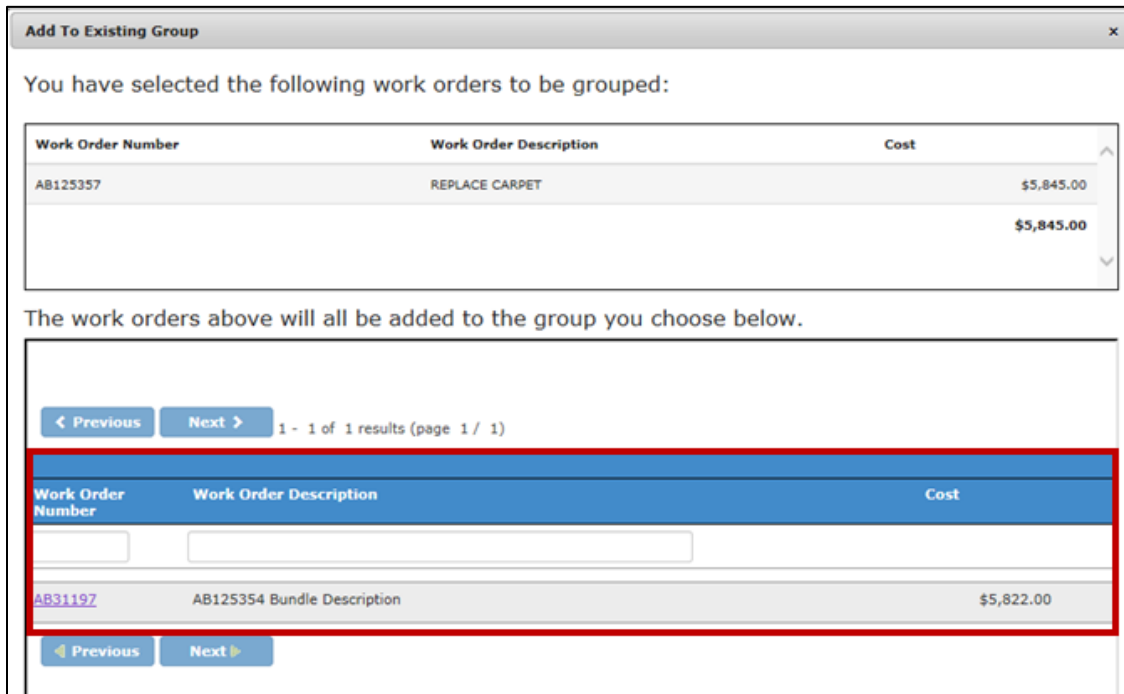 Add To Existing Group ×
You have selected the following work orders to be grouped:
Work Order Number Work Order Description Cost
AB125357 REPLACE CARPET $5,845.00
$5,845.00
The work orders above will all be added to the group you choose below.
Previous Next 1 - 1 of 1 results (page 1 / 1)
Work Order Number Work Order Description Cost
AB31197 AB125354 Bundle Description $5,822.00
Previous Next